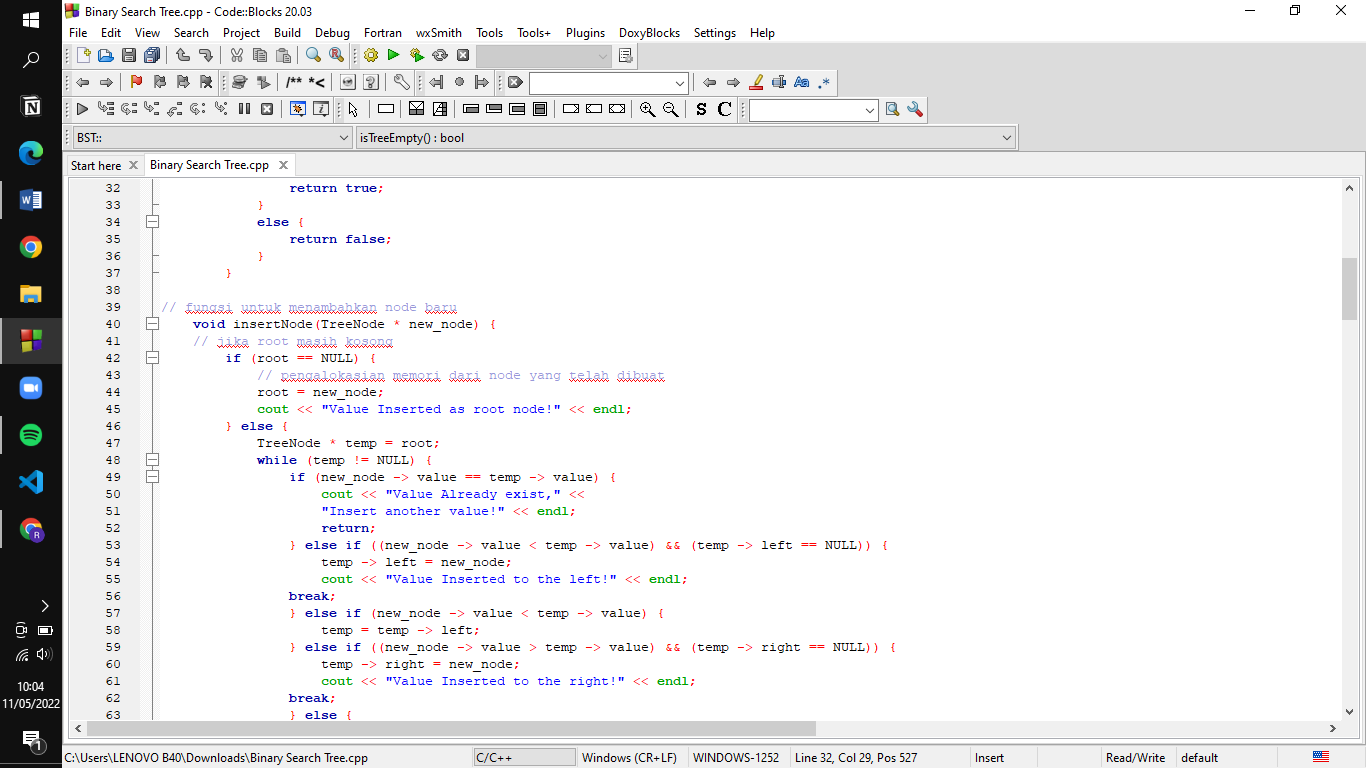 Binary Search Tree.cpp - Code::Blocks 20.03
File Edit View Search Project Build Debug Fortran wxSmith Tools Tools+ Plugins DoxyBlocks Settings Help
/** *<
S C
BST:: isTreeEmpty() : bool
Start here Binary Search Tree.cpp
32 return true;
33 }
34 else {
35 return false;
36 }
37 }
38
39 // fungsi untuk menambahkan node baru
40 void insertNode(TreeNode * new_node) {
41 // jika root masih kosong
42 if (root == NULL) {
43 // pengalokasian memori dari node yang telah dibuat
44 root = new_node;
45 cout << "Value Inserted as root node!" << endl;
46 } else {
47 TreeNode * temp = root;
48 while (temp != NULL) {
49 if (new_node -> value == temp -> value) {
50 cout << "Value Already exist," <<
51 "Insert another value!" << endl;
52 return;
53 } else if ((new_node -> value < temp -> value) && (temp -> left == NULL)) {
54 temp -> left = new_node;
55 cout << "Value Inserted to the left!" << endl;
56 break;
57 } else if (new_node -> value < temp -> value) {
58 temp = temp -> left;
59 } else if ((new_node -> value > temp -> value) && (temp -> right == NULL)) {
60 temp -> right = new_node;
61 cout << "Value Inserted to the right!" << endl;
62 break;
63 } else {
10:04
11/05/2022
1
C:\Users\LENOVO B40\Downloads\Binary Search Tree.cpp C/C++ Windows (CR+LF) WINDOWS-1252 Line 32, Col 29, Pos 527 Insert Read/Write default